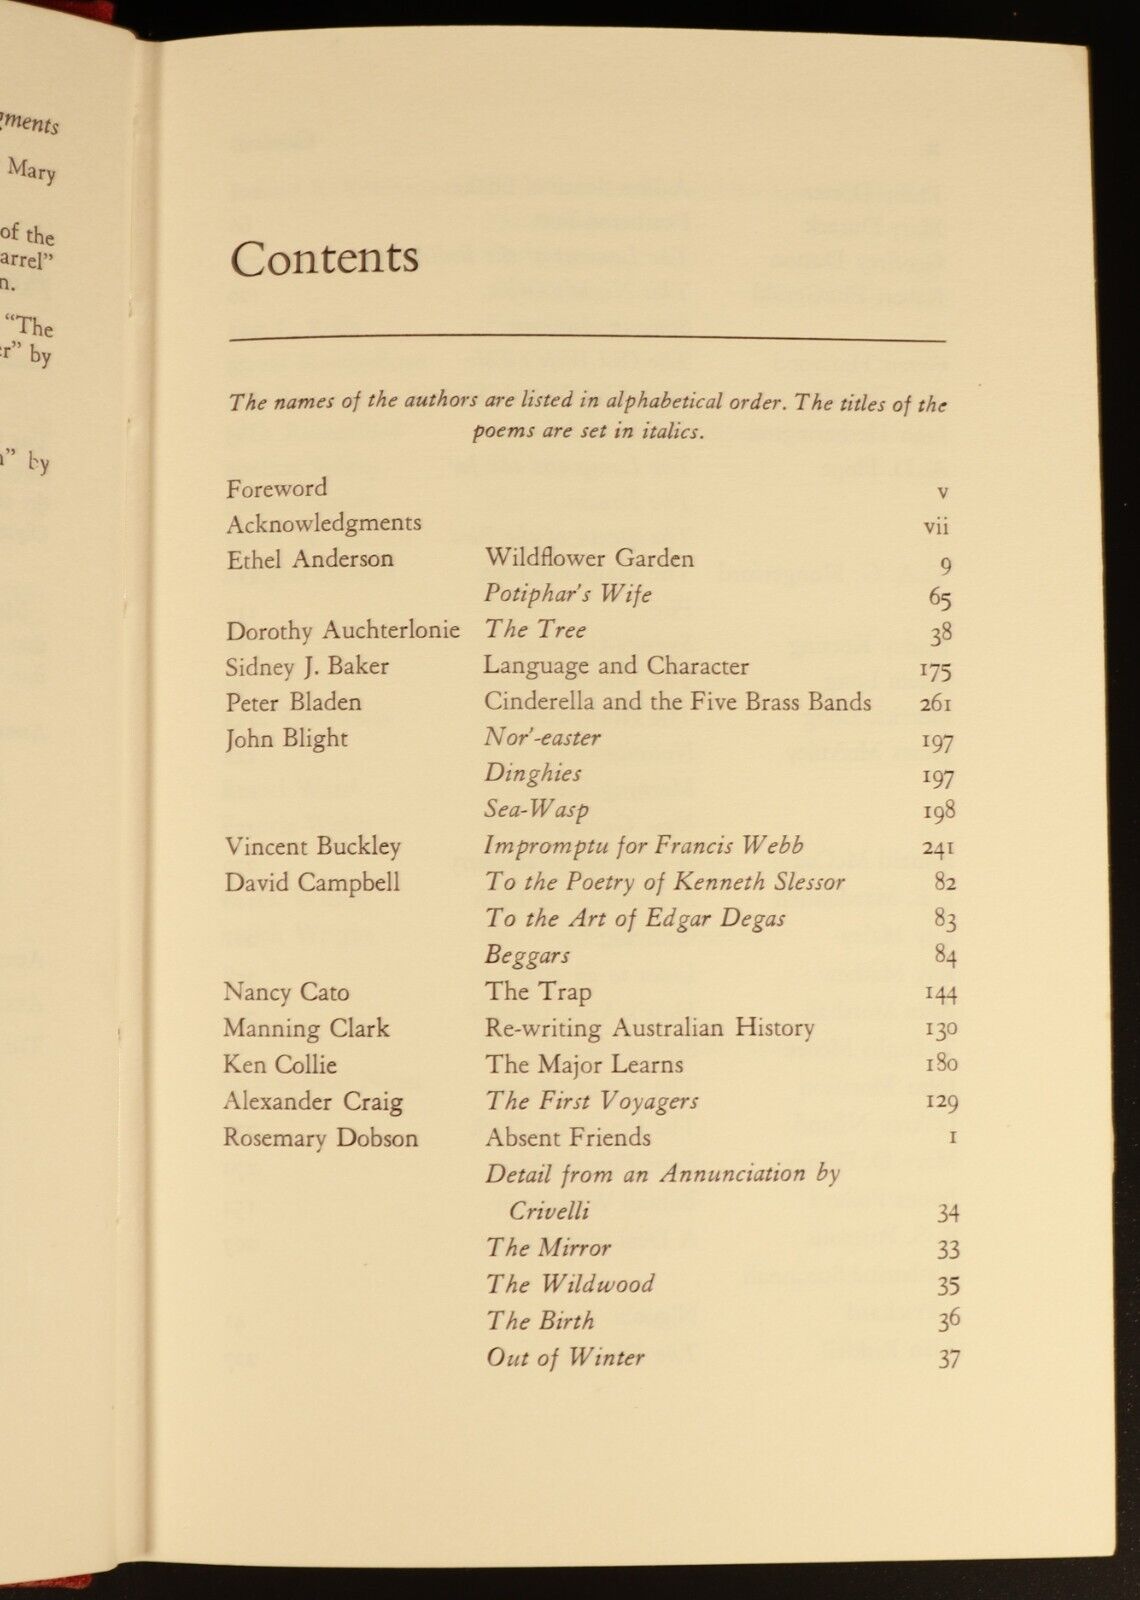 gments
Mary
of the
arrel"
n.
"The
r" by
" by
Contents
The names of the authors are listed in alphabetical order. The titles of the
poems are set in italics.
Foreword v
Acknowledgments vii
Ethel Anderson Wildflower Garden 9
Potiphar's Wife 65
Dorothy Auchterlonie The Tree 38
Sidney J. Baker Language and Character 175
Peter Bladen Cinderella and the Five Brass Bands 261
John Blight Nor'-easter 197
Dinghies 197
Sea-Wasp 198
Vincent Buckley Impromptu for Francis Webb 241
David Campbell To the Poetry of Kenneth Slessor 82
To the Art of Edgar Degas 83
Beggars 84
Nancy Cato The Trap 144
Manning Clark Re-writing Australian History 130
Ken Collie The Major Learns 180
Alexander Craig The First Voyagers 129
Rosemary Dobson Absent Friends 1
Detail from an Annunciation by
Crivelli 34
The Mirror 33
The Wildwood 35
The Birth 36
Out of Winter 37